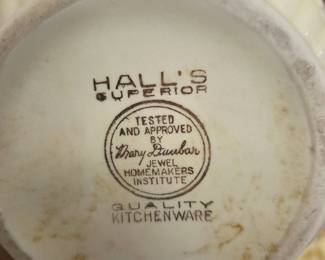 HALL'S
SUPERIOR
TESTED
AND APPROVED
BY
Mary Dunbar
JEWEL
HOMEMAKERS
INSTITUTE
QUALITY
KITCHENWARE